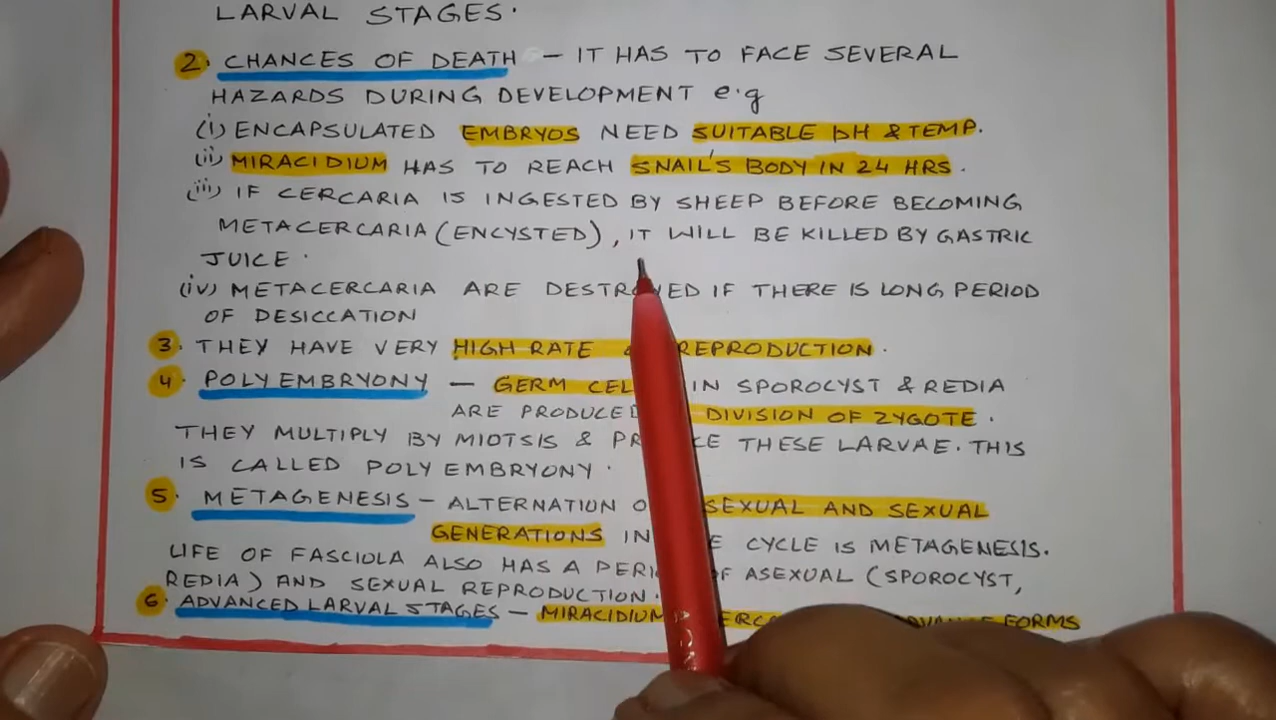 LARVAL STAGES.
2. CHANCES OF DEATH - IT HAS TO FACE SEVERAL
HAZARDS DURING DEVELOPMENT e.g
(i) ENCAPSULATED EMBRYOS NEED SUITABLE pH & TEMP.
(ii) MIRACIDIUM HAS TO REACH SNAIL'S BODY IN 24 HRS.
(iii) IF CERCARIA IS INGESTED BY SHEEP BEFORE BECOMING
METACERCARIA (ENCYSTED), IT WILL BE KILLED BY GASTRIC
JUICE.
(iv) METACERCARIA ARE DESTROYED IF THERE IS LONG PERIOD
OF DESICCATION
3. THEY HAVE VERY HIGH RATE REPRODUCTION.
4. POLYEMBRYONY - GERM CEL IN SPOROCYST & REDIA
ARE PRODUCED DIVISION OF ZYGOTE.
THEY MULTIPLY BY MIOTSIS & PR CE THESE LARVAE. THIS
IS CALLED POLYEMBRYONY.
5. METAGENESIS - ALTERNATION O SEXUAL AND SEXUAL
GENERATIONS IN E CYCLE IS METAGENESIS.
LIFE OF FASCIOLA ALSO HAS A PERI F ASEXUAL (SPOROCYST,
REDIA) AND SEXUAL REPRODUCTION.
6. ADVANCED LARVAL STAGES - MIRACIDIUM ERC FORMS